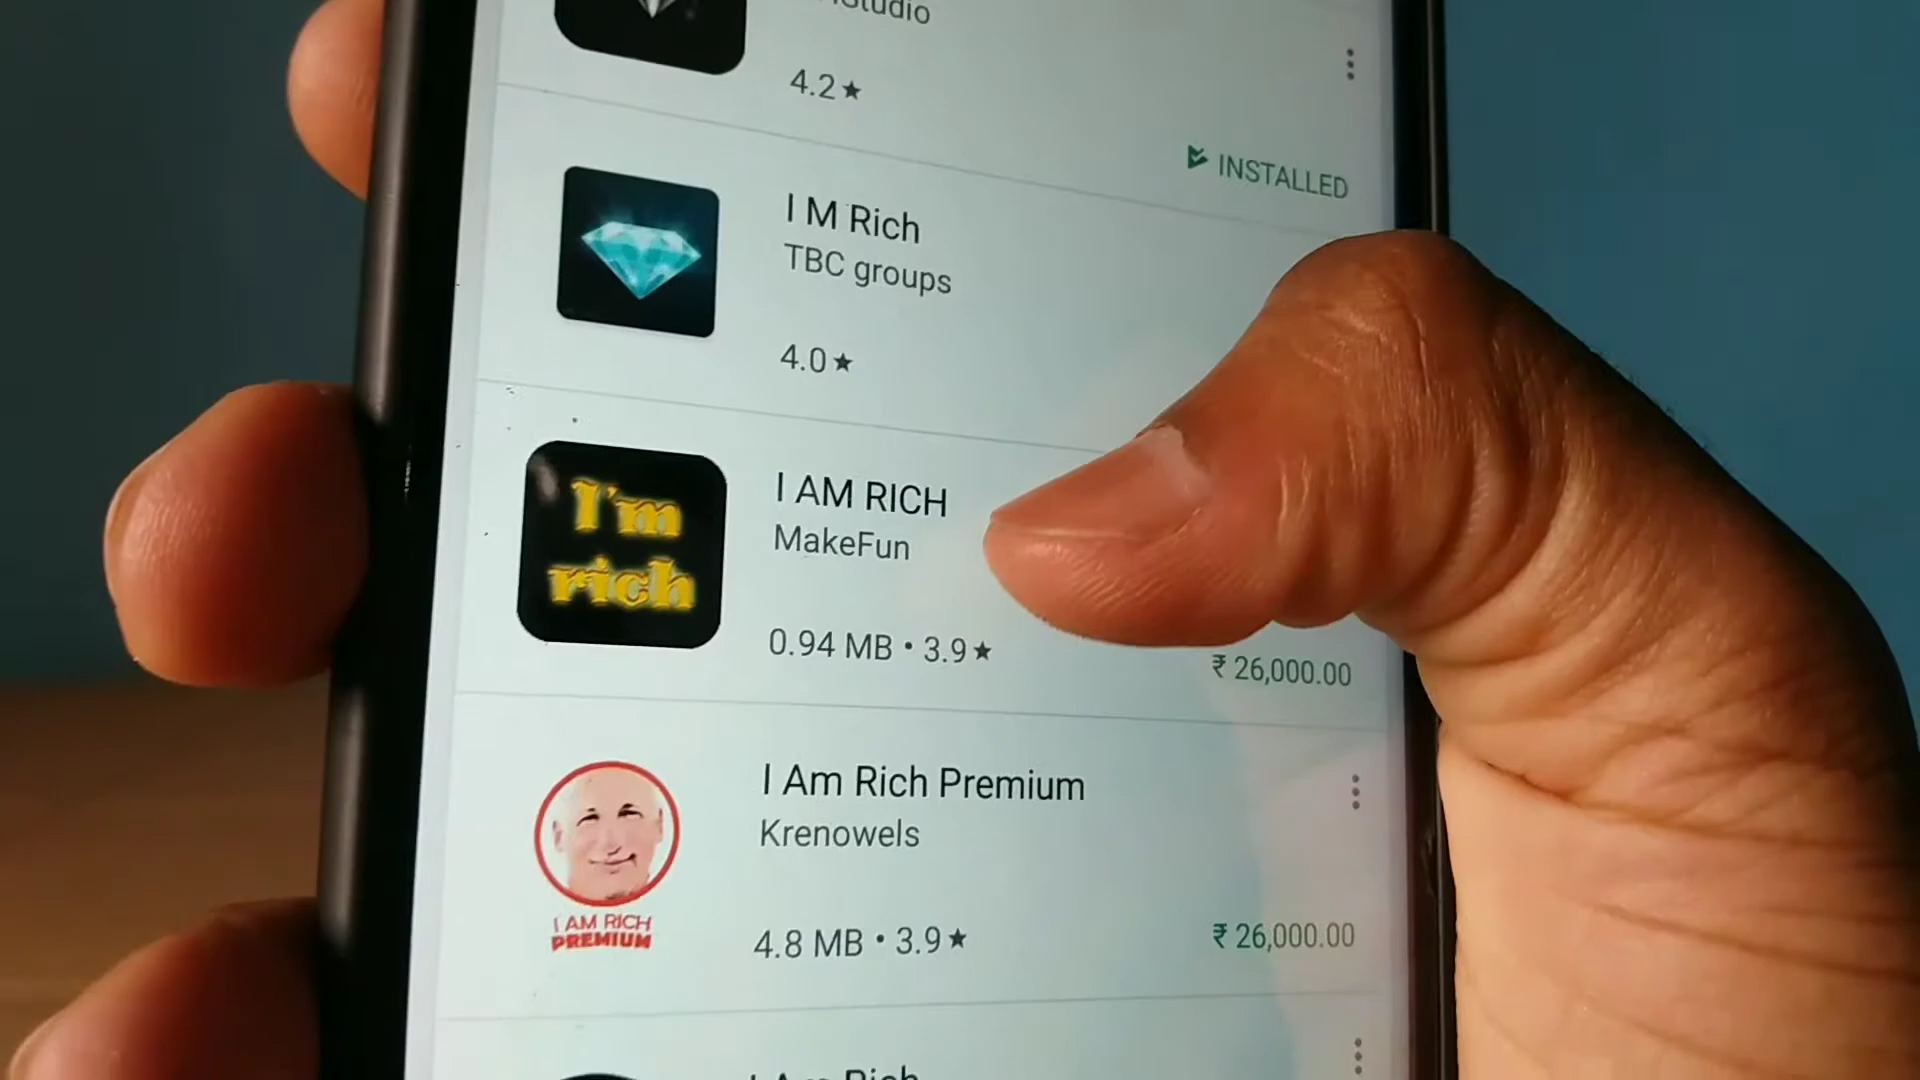 4.2★
INSTALLED
I M Rich
TBC groups
4.0★
I'm
rich
I AM RICH
MakeFun
0.94 MB • 3.9★
₹ 26,000.00
I Am Rich Premium
Krenowels
I AM RICH
PREMIUM
4.8 MB • 3.9★
₹ 26,000.00
I Am Rich